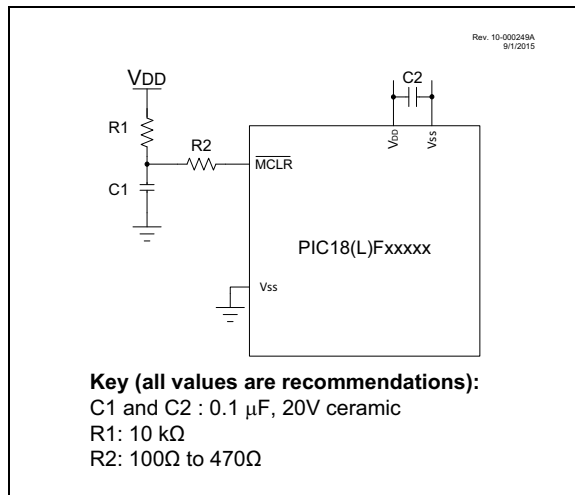 Rev. 10-000249A
9/1/2015
VDD
C2
R1
R2
VDD
Vss
MCLR
C1
PIC18(L)Fxxxxx
Vss
Key (all values are recommendations):
C1 and C2 : 0.1 μF, 20V ceramic
R1: 10 kΩ
R2: 100Ω to 470Ω